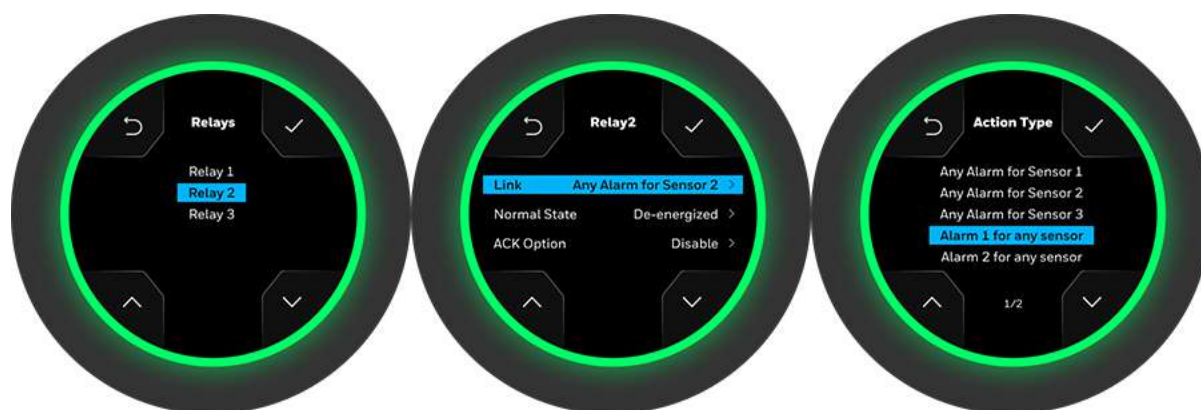 Relays
Relay 1
Relay 2
Relay 3
Relay2
Link Any Alarm for Sensor 2 >
Normal State De-energized >
ACK Option Disable >
Action Type
Any Alarm for Sensor 1
Any Alarm for Sensor 2
Any Alarm for Sensor 3
Alarm 1 for any sensor
Alarm 2 for any sensor
1/2